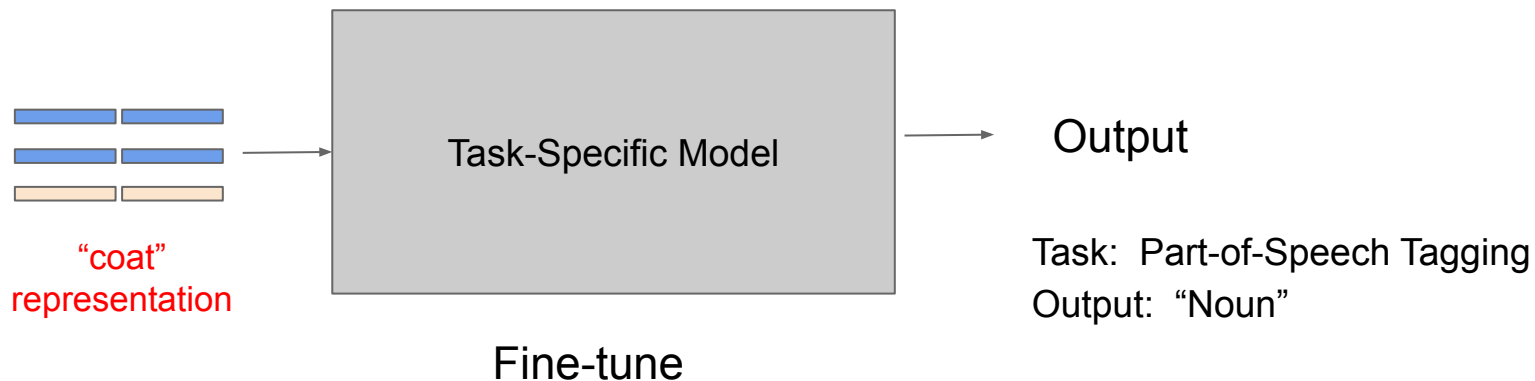 Task-Specific Model
Output
“coat”
representation
Task: Part-of-Speech Tagging
Output: “Noun”
Fine-tune